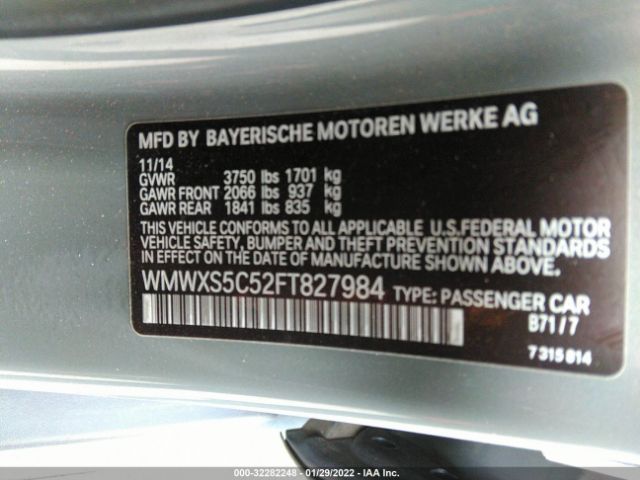 MFD BY BAYERISCHE MOTOREN WERKE AG
11/14
GVWR 3750 lbs 1701 kg
GAWR FRONT 2066 lbs 937 kg
GAWR REAR 1841 lbs 835 kg
THIS VEHICLE CONFORMS TO ALL APPLICABLE U.S.FEDERAL MOTOR
VEHICLE SAFETY, BUMPER AND THEFT PREVENTION STANDARDS
IN EFFECT ON THE DATE OF MANUFACTURE SHOWN ABOVE.
WMWXS5C52FT827984 TYPE: PASSENGER CAR
B71/7
7315814
000-32282248 - 01/29/2022 - IAA Inc.